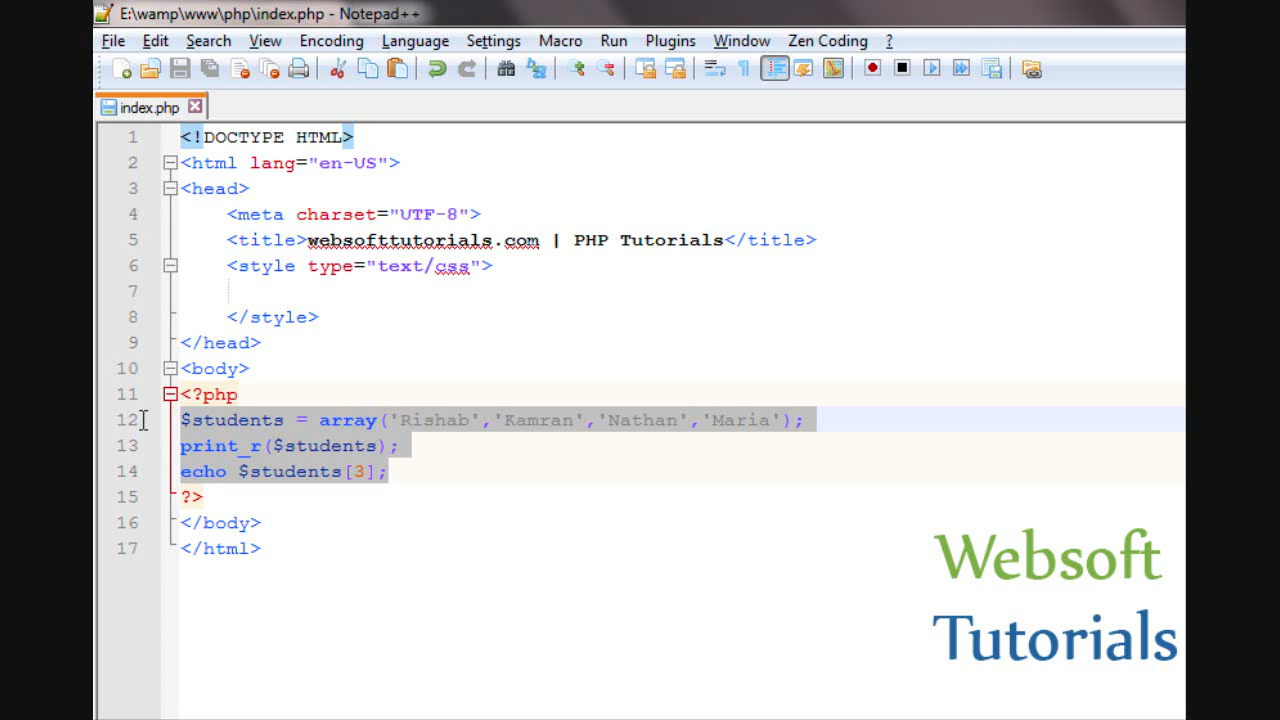 E:\wamp\www\php\index.php - Notepad++
File Edit Search View Encoding Language Settings Macro Run Plugins Window Zen Coding ?
index.php
1 <!DOCTYPE HTML>
2 <html lang="en-US">
3 <head>
4 <meta charset="UTF-8">
5 <title>websofttutorials.com | PHP Tutorials</title>
6 <style type="text/css">
7
8 </style>
9 </head>
10 <body>
11 <?php
12 $students = array('Rishab','Kamran','Nathan','Maria');
13 print_r($students);
14 echo $students[3];
15 ?>
16 </body>
17 </html>
Websoft
Tutorials